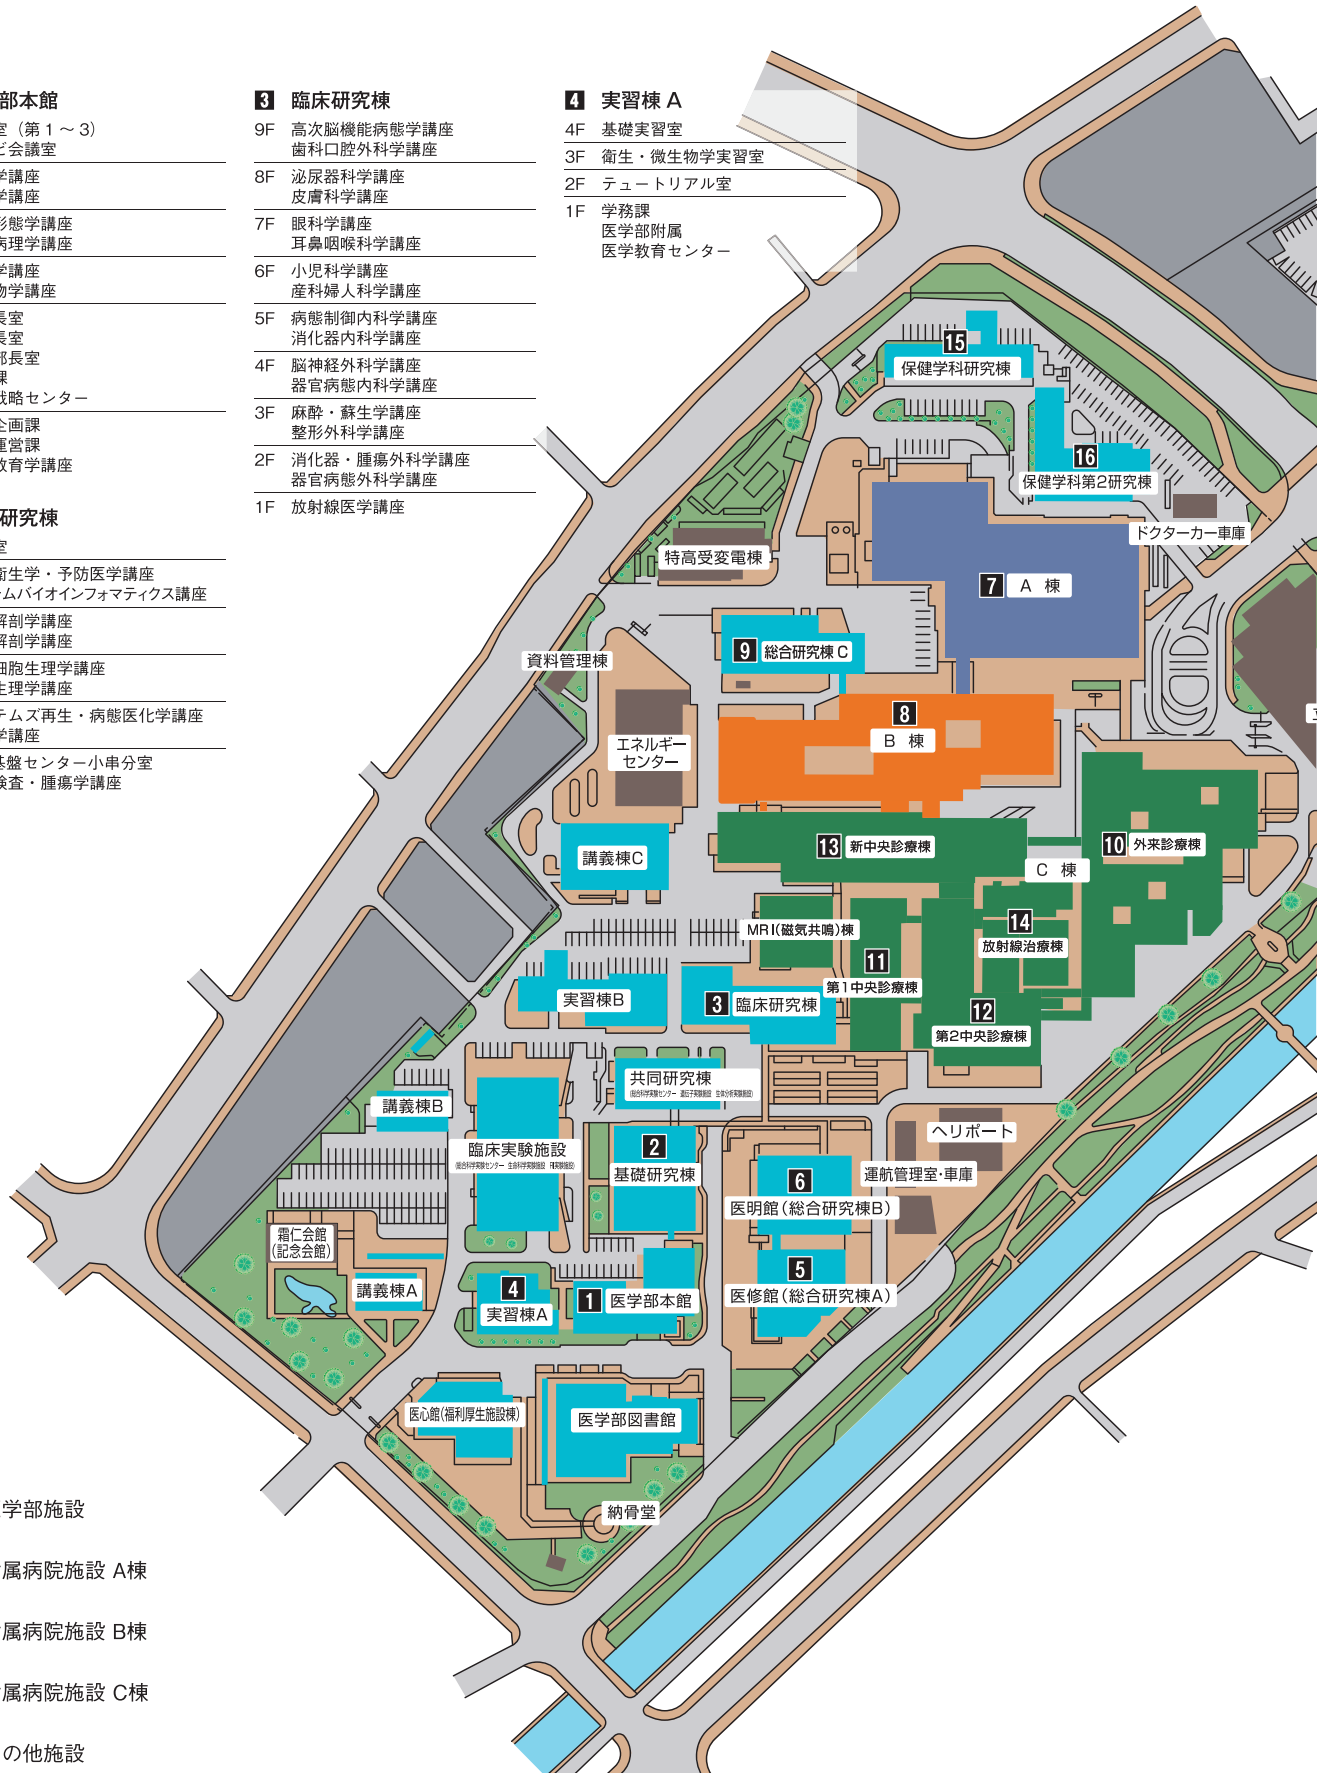 部本館
室（第１～３）
ど会議室
学講座
学講座
形態学講座
病理学講座
学講座
物学講座
長室
長室
部長室
課
戦略センター
企画課
運営課
教育学講座
研究棟
室
衛生学・予防医学講座
ームバイオインフォマティクス講座
解剖学講座
解剖学講座
細胞生理学講座
生理学講座
テムズ再生・病態医化学講座
学講座
基盤センター小串分室
検査・腫瘍学講座
3 臨床研究棟
9F 高次脳機能病態学講座
歯科口腔外科学講座
8F 泌尿器科学講座
皮膚科学講座
7F 眼科学講座
耳鼻咽喉科学講座
6F 小児科学講座
産科婦人科学講座
5F 病態制御内科学講座
消化器内科学講座
4F 脳神経外科学講座
器官病態内科学講座
3F 麻酔・蘇生学講座
整形外科学講座
2F 消化器・腫瘍外科学講座
器官病態外科学講座
1F 放射線医学講座
4 実習棟 A
4F 基礎実習室
3F 衛生・微生物学実習室
2F テュートリアル室
1F 学務課
医学部附属
医学教育センター
15
保健学科研究棟
16
保健学科第2研究棟
ドクターカー車庫
特高受変電棟
7 A 棟
9 総合研究棟 C
資料管理棟
8
B 棟
エネルギー
センター
13 新中央診療棟
10 外来診療棟
講義棟C
C 棟
14
放射線治療棟
MRI(磁気共鳴)棟
11
第1中央診療棟
実習棟B
3 臨床研究棟
12
第2中央診療棟
共同研究棟
(総合科学実験センター 遺伝子実験施設 生体分析実験施設)
講義棟B
ヘリポート
臨床実験施設
2
基礎研究棟
運航管理室・車庫
6
医明館(総合研究棟B)
霜仁会館
(記念会館)
5
医修館(総合研究棟A)
講義棟A
4
実習棟A
1 医学部本館
医心館(福利厚生施設棟)
医学部図書館
納骨堂
学部施設
属病院施設 A棟
属病院施設 B棟
属病院施設 C棟
の他施設